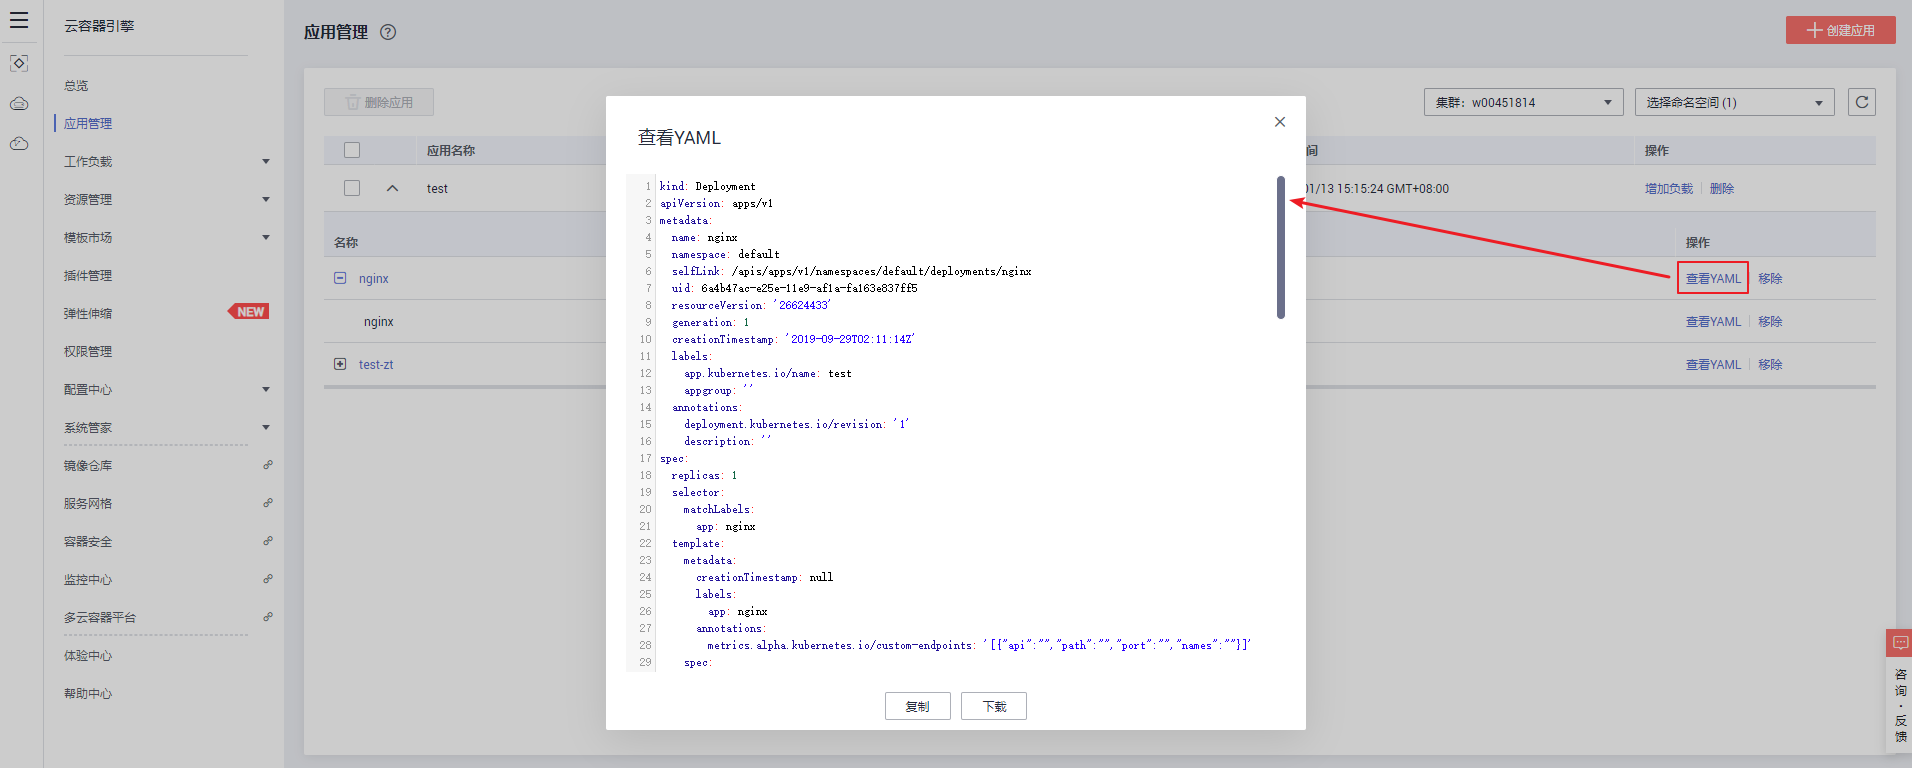 云容器引擎
总览
应用管理
工作负载
资源管理
模板市场
插件管理
弹性伸缩
NEW
权限管理
配置中心
系统管家
镜像仓库
服务网格
容器安全
监控中心
多云容器平台
体验中心
帮助中心
应用管理
创建应用
删除应用
集群：w00451814
选择命名空间 (1)
应用名称
间
操作
test
01/13 15:15:24 GMT+08:00
增加负载
删除
名称
操作
nginx
查看YAML
移除
nginx
查看YAML
移除
test-zt
查看YAML
移除
查看YAML
1 kind: Deployment
2 apiVersion: apps/v1
3 metadata:
4 name: nginx
5 namespace: default
6 selfLink: /apis/apps/v1/namespaces/default/deployments/nginx
7 uid: 6a4b47ac-e25e-11e9-af1a-fa163e837ff5
8 resourceVersion: '26624433'
9 generation: 1
10 creationTimestamp: '2019-09-29T02:11:14Z'
11 labels:
12 app.kubernetes.io/name: test
13 appgroup: ''
14 annotations:
15 deployment.kubernetes.io/revision: '1'
16 description: ''
17 spec:
18 replicas: 1
19 selector:
20 matchLabels:
21 app: nginx
22 template:
23 metadata:
24 creationTimestamp: null
25 labels:
26 app: nginx
27 annotations:
28 metrics.alpha.kubernetes.io/custom-endpoints: '[{"api":"","path":"","port":"","names":""}]'
29 spec:
复制
下载
咨询·反馈